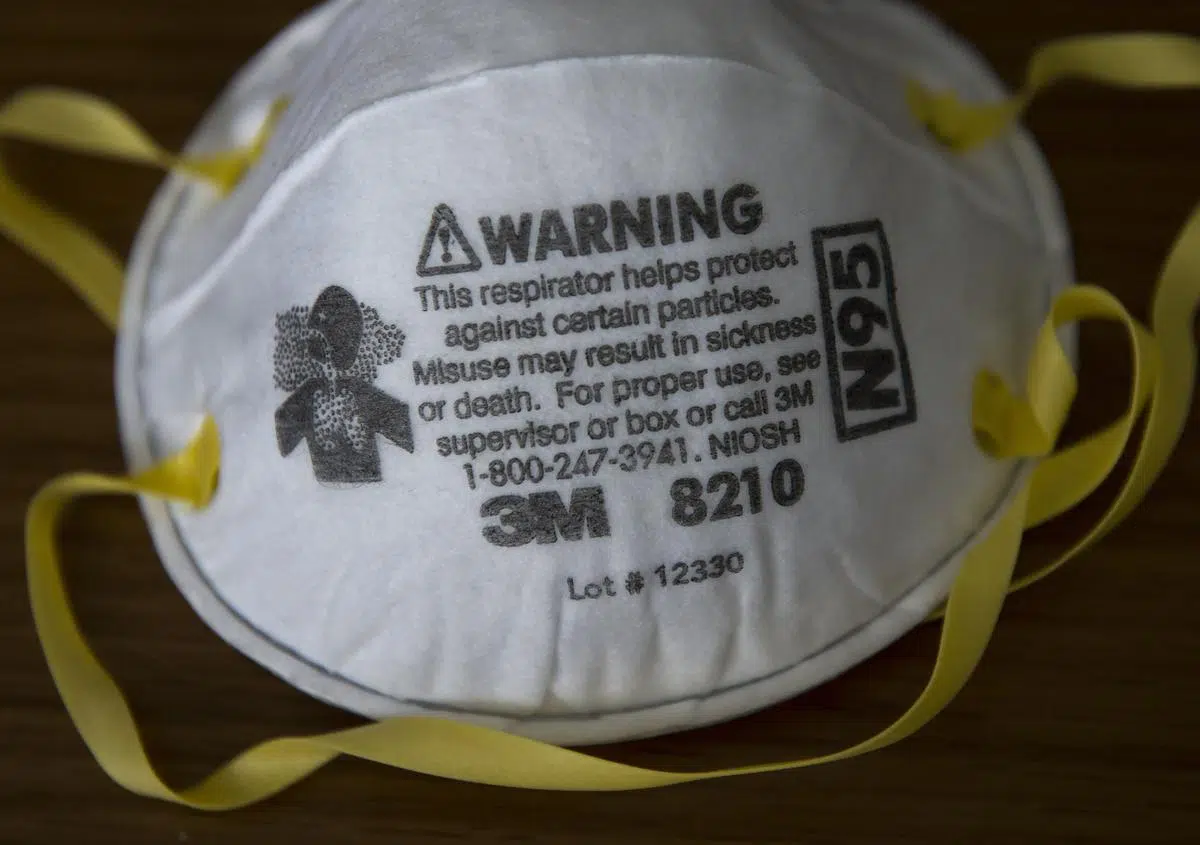 WARNING
This respirator helps protect
against certain particles.
Misuse may result in sickness
or death. For proper use, see
supervisor or box or call 3M
1-800-247-3941. NIOSH
3M 8210
Lot # 12330
N95